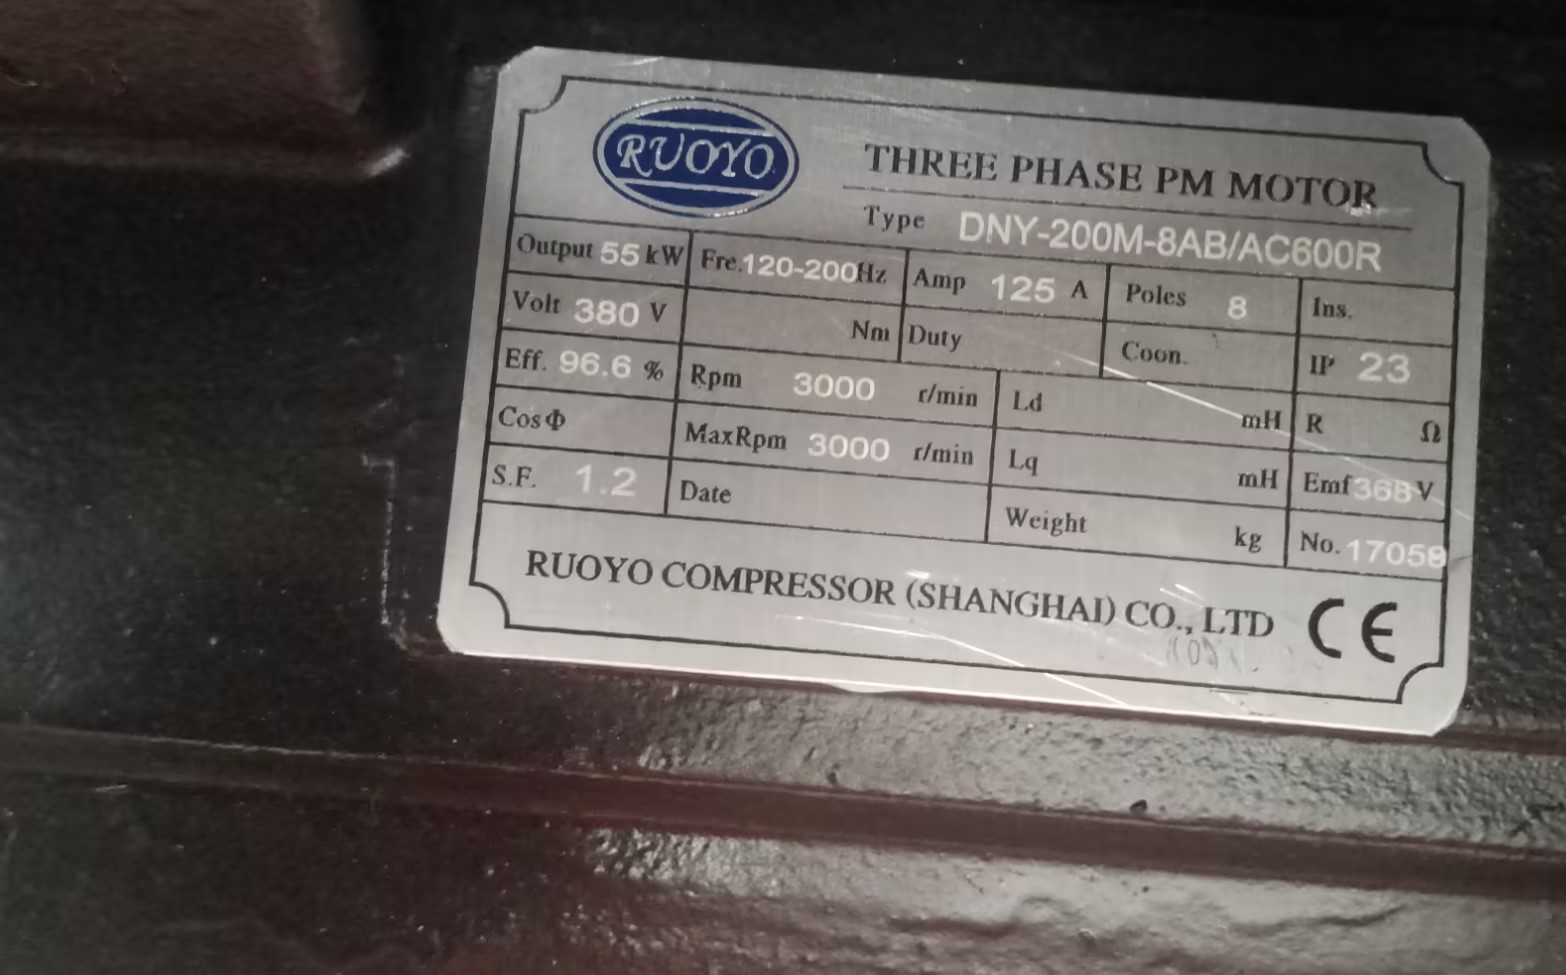 RUOYO
THREE PHASE PM MOTOR
Type DNY-200M-8AB/AC600R
Output 55 kW Fre.120-200Hz Amp 125 A Poles 8 Ins.
Volt 380 V Nm Duty Coon. IP 23
Eff. 96.6 % Rpm 3000 r/min Ld mH R Ω
CosΦ MaxRpm 3000 r/min Lq mH Emf 368 V
S.F. 1.2 Date Weight kg No. 17058
RUOYO COMPRESSOR (SHANGHAI) CO., LTD CE